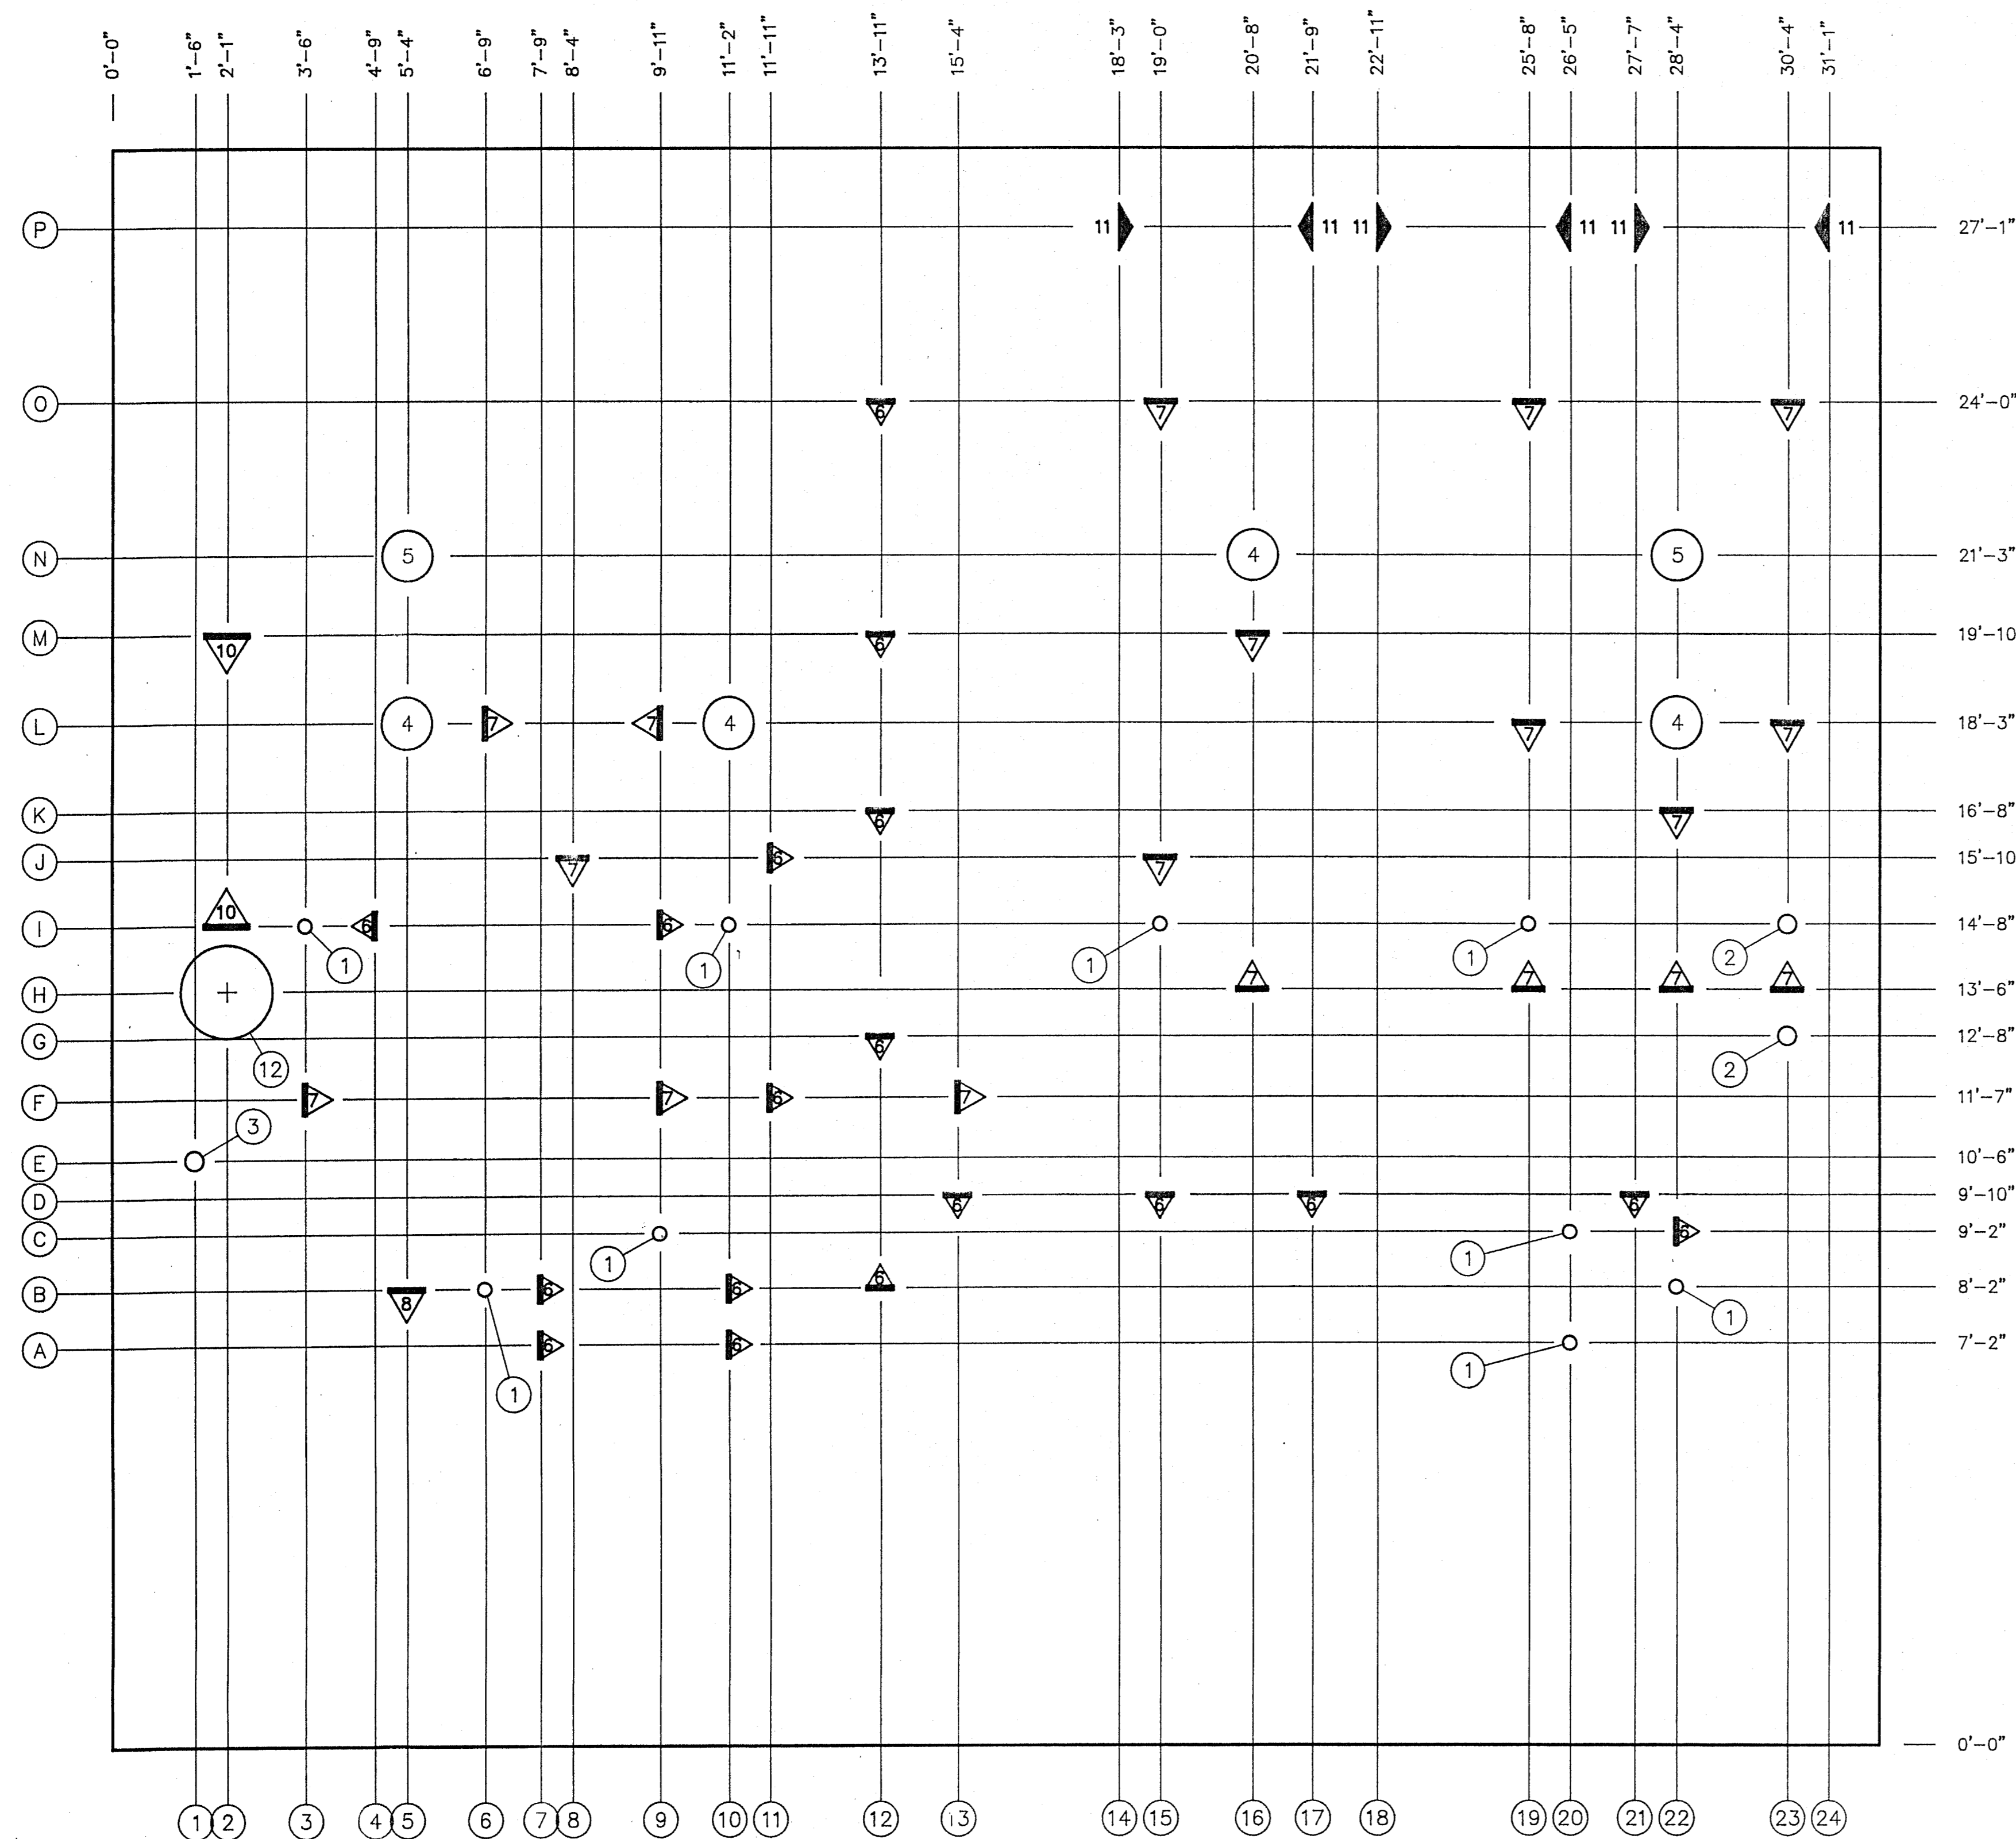 0'-0" 1'-6" 2'-1" 3'-6" 4'-9" 5'-4" 6'-9" 7'-9" 8'-4" 9'-11" 11'-2" 11'-11" 13'-11" 15'-4" 18'-3" 19'-0" 20'-8" 21'-9" 22'-11" 25'-8" 26'-5" 27'-7" 28'-4" 30'-4" 31'-1"
P 11 11 11 11 11 11 27'-1"
O 6 7 7 7 24'-0"
N 5 4 5 21'-3"
M 10 6 7 19'-10
L 4 7 7 4 7 4 7 18'-3"
K 6 7 16'-8"
J 7 6 7 15'-10
I 10 6 6 14'-8"
1 1 1 1 2
H 7 7 7 7 13'-6"
G 6 12'-8"
12 2
F 7 7 6 7 11'-7"
3
E 10'-6"
D 6 6 6 6 9'-10"
C 6 9'-2"
1 1
B 8 6 6 6 8'-2"
1
A 6 6 7'-2"
1 1
0'-0"
1 2 3 4 5 6 7 8 9 10 11 12 13 14 15 16 17 18 19 20 21 22 23 24